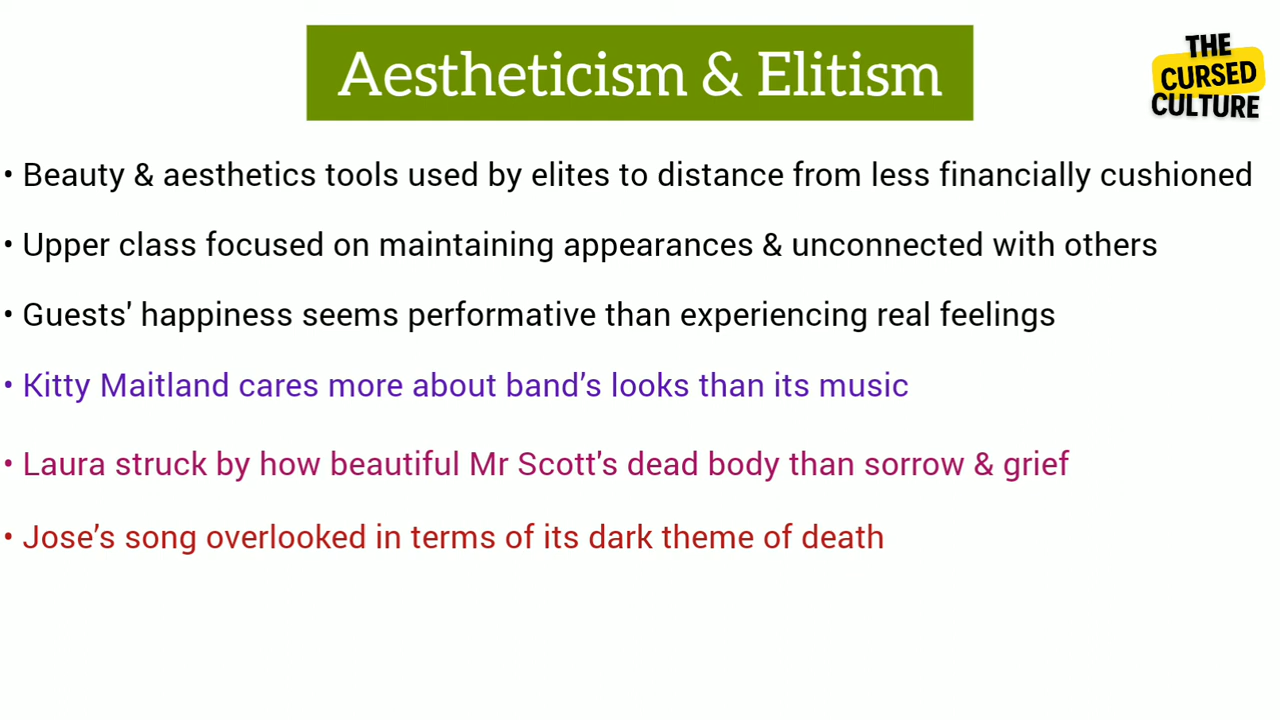 Aestheticism & Elitism
THE
CURSED
CULTURE
• Beauty & aesthetics tools used by elites to distance from less financially cushioned
• Upper class focused on maintaining appearances & unconnected with others
• Guests' happiness seems performative than experiencing real feelings
• Kitty Maitland cares more about band’s looks than its music
• Laura struck by how beautiful Mr Scott's dead body than sorrow & grief
• Jose’s song overlooked in terms of its dark theme of death